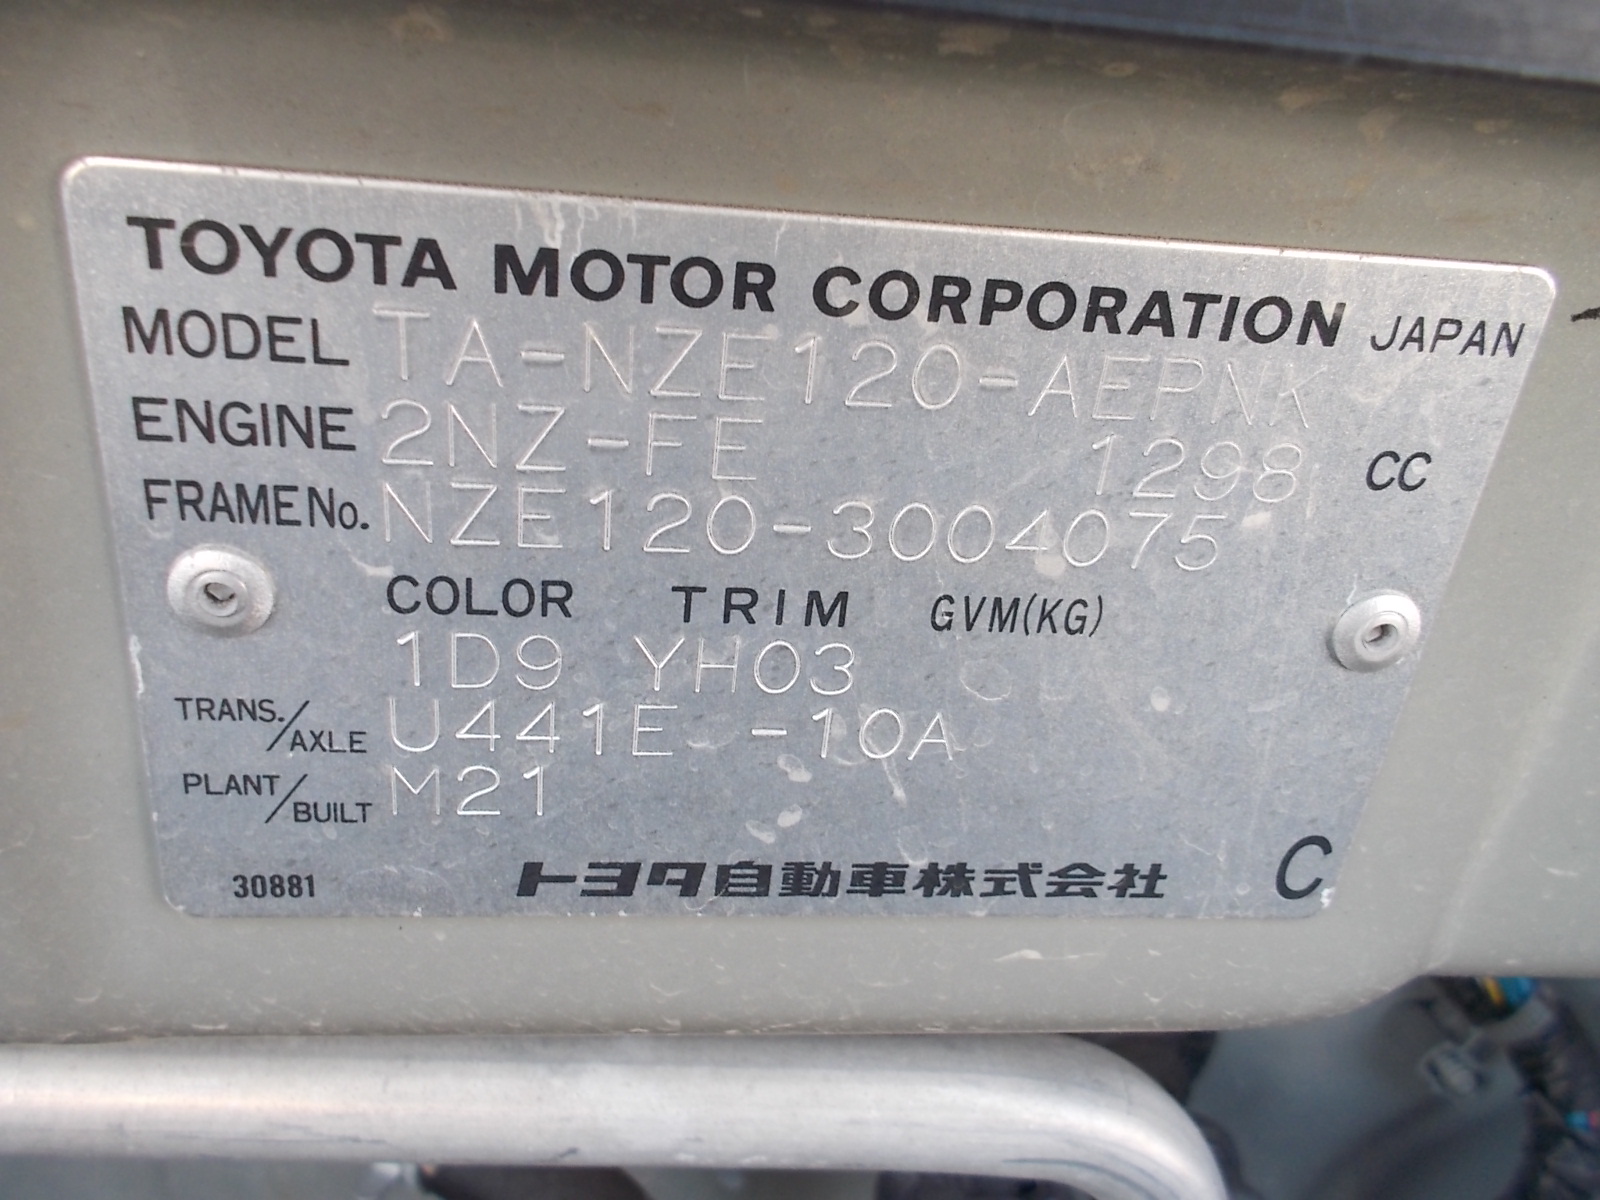 TOYOTA MOTOR CORPORATION JAPAN
MODEL TA-NZE120-AEPNK
ENGINE 2NZ-FE 1298 CC
FRAME No. NZE120-3004075
COLOR TRIM GVM(KG)
1D9 YH03
TRANS./AXLE U441E -10A
PLANT/BUILT M21
30881 トヨタ自動車株式会社 C